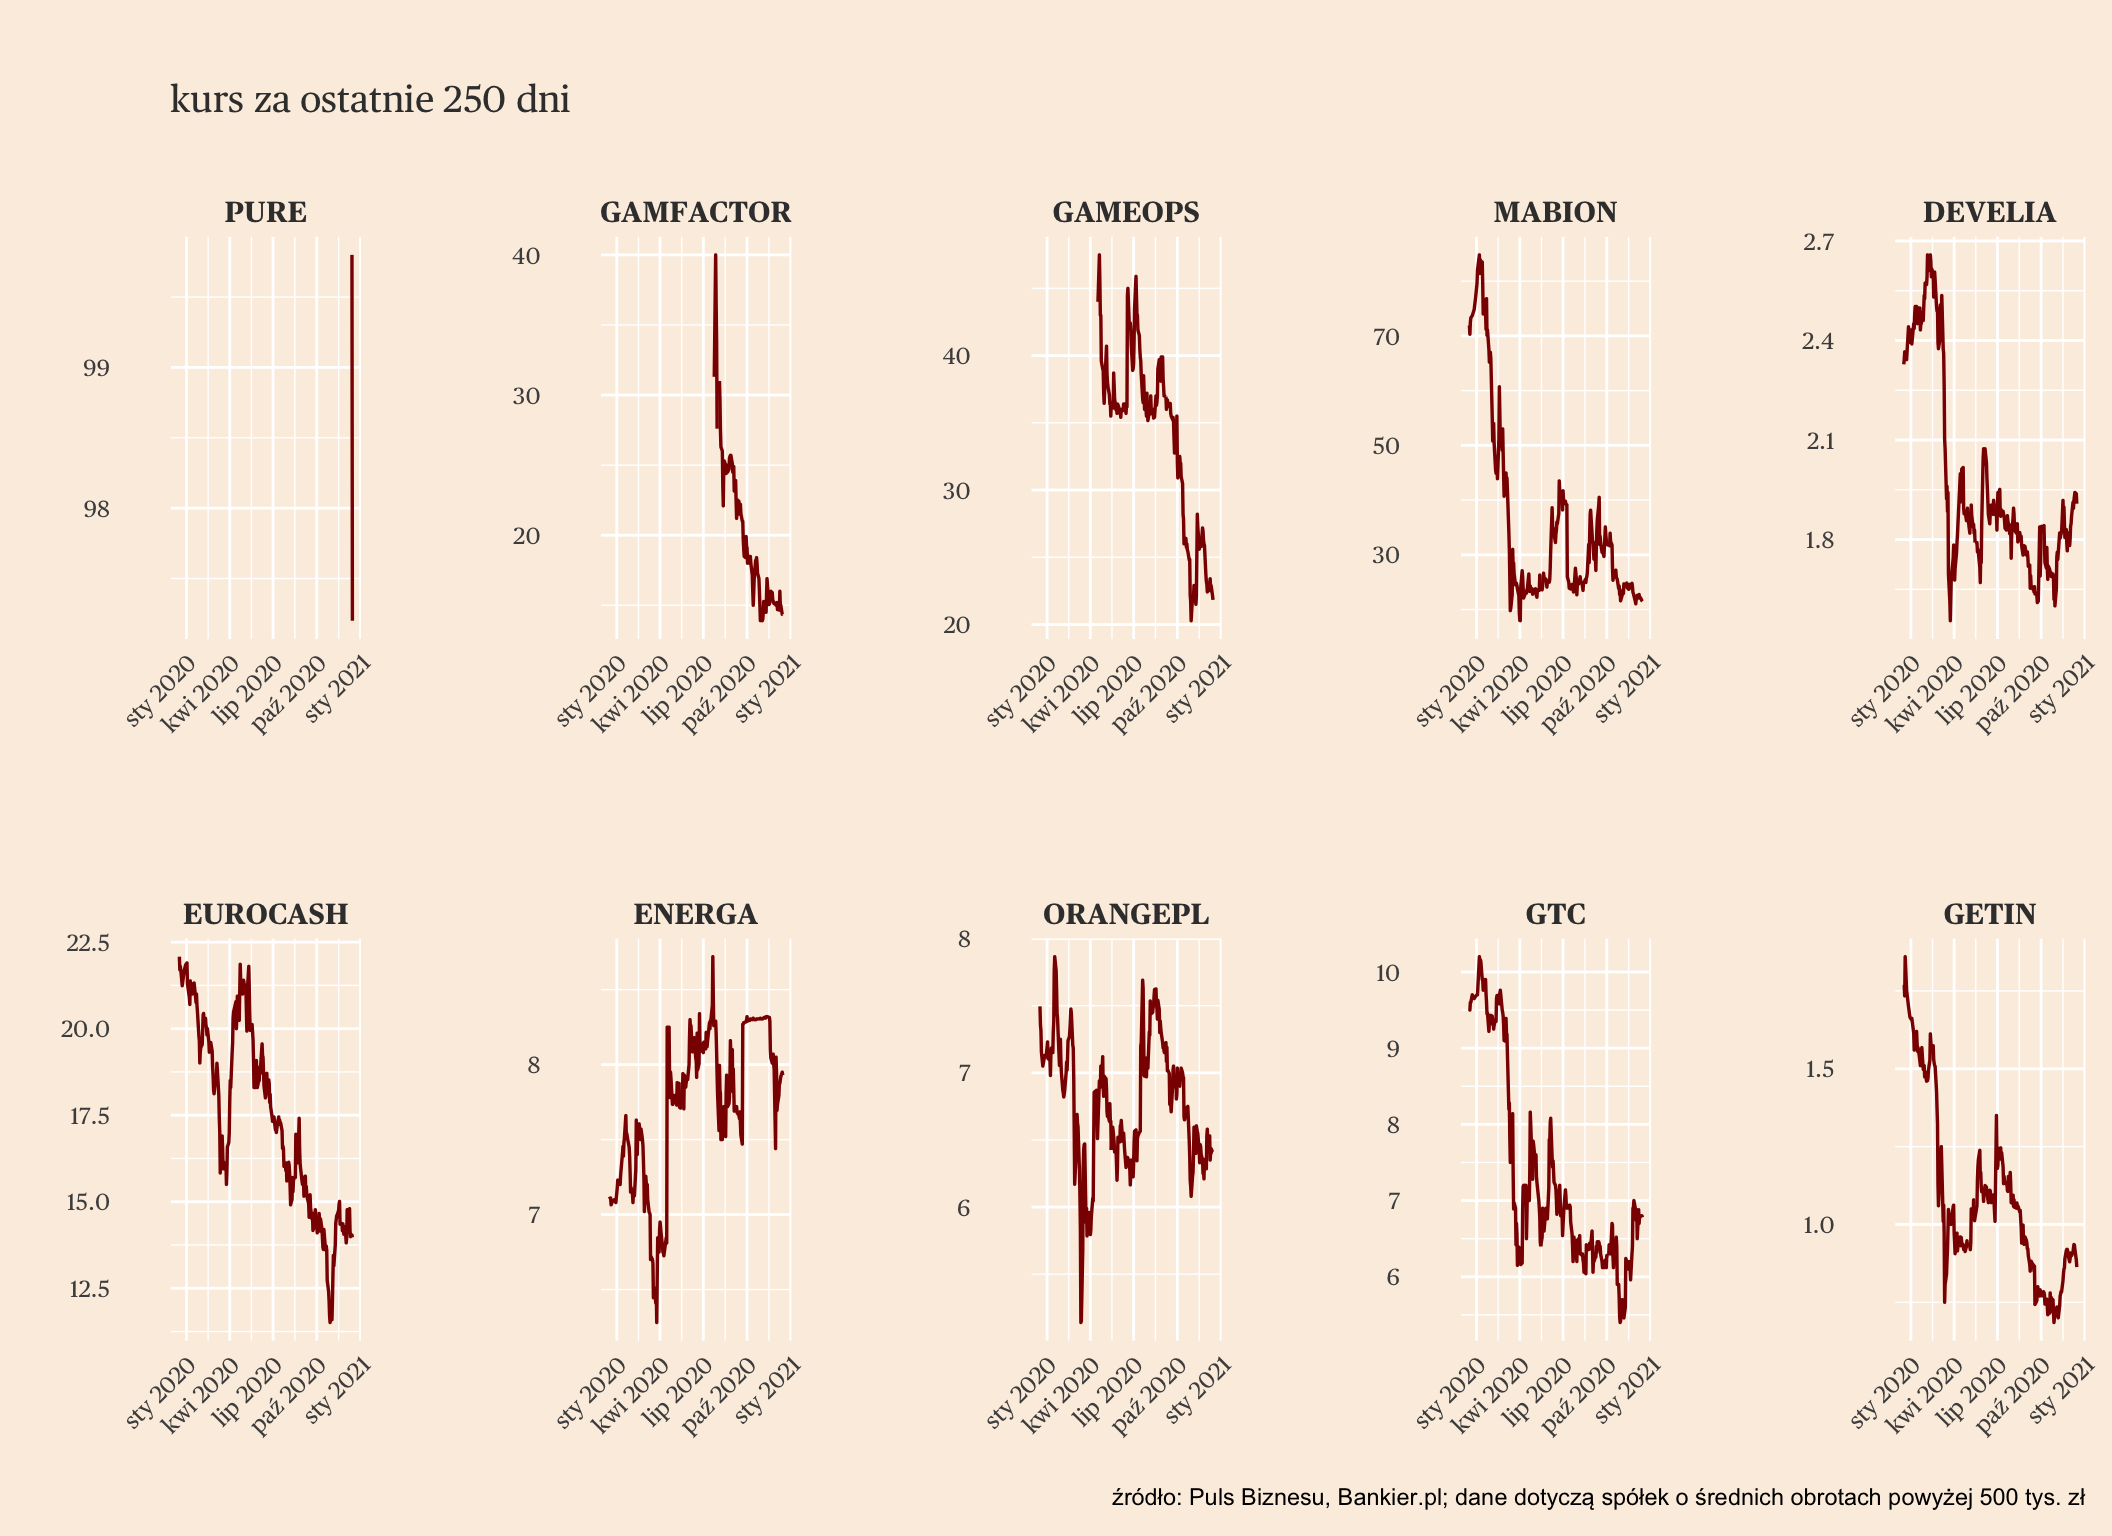 kurs za ostatnie 250 dni
PURE
GAMFACTOR
GAMEOPS
MABION
DEVELIA
99
98
40
30
20
40
30
20
70
50
30
2.7
2.4
2.1
1.8
sty 2020
kwi 2020
lip 2020
paź 2020
sty 2021
sty 2020
kwi 2020
lip 2020
paź 2020
sty 2021
sty 2020
kwi 2020
lip 2020
paź 2020
sty 2021
sty 2020
kwi 2020
lip 2020
paź 2020
sty 2021
sty 2020
kwi 2020
lip 2020
paź 2020
sty 2021
EUROCASH
ENERGA
ORANGEPL
GTC
GETIN
22.5
20.0
17.5
15.0
12.5
8
7
8
7
6
10
9
8
7
6
1.5
1.0
sty 2020
kwi 2020
lip 2020
paź 2020
sty 2021
sty 2020
kwi 2020
lip 2020
paź 2020
sty 2021
sty 2020
kwi 2020
lip 2020
paź 2020
sty 2021
sty 2020
kwi 2020
lip 2020
paź 2020
sty 2021
sty 2020
kwi 2020
lip 2020
paź 2020
sty 2021
źródło: Puls Biznesu, Bankier.pl; dane dotyczą spółek o średnich obrotach powyżej 500 tys. zł